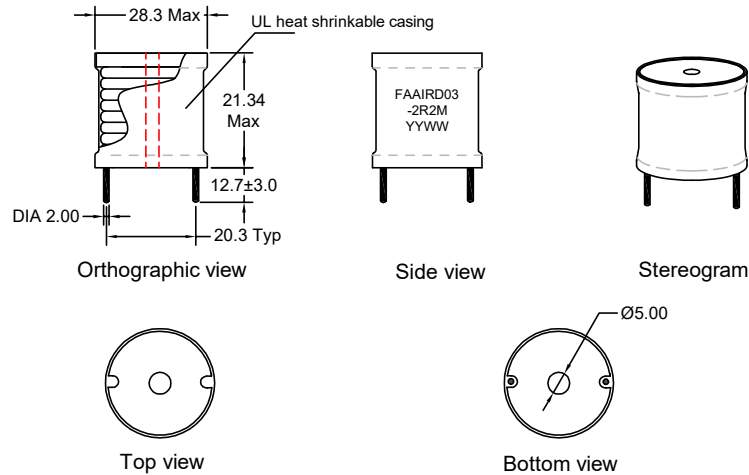 28.3 Max
UL heat shrinkable casing
21.34
Max
12.7±3.0
DIA 2.00
20.3 Typ
Orthographic view
FAAIRD03
-2R2M
YYWW
Side view
Stereogram
Top view
Ø5.00
Bottom view